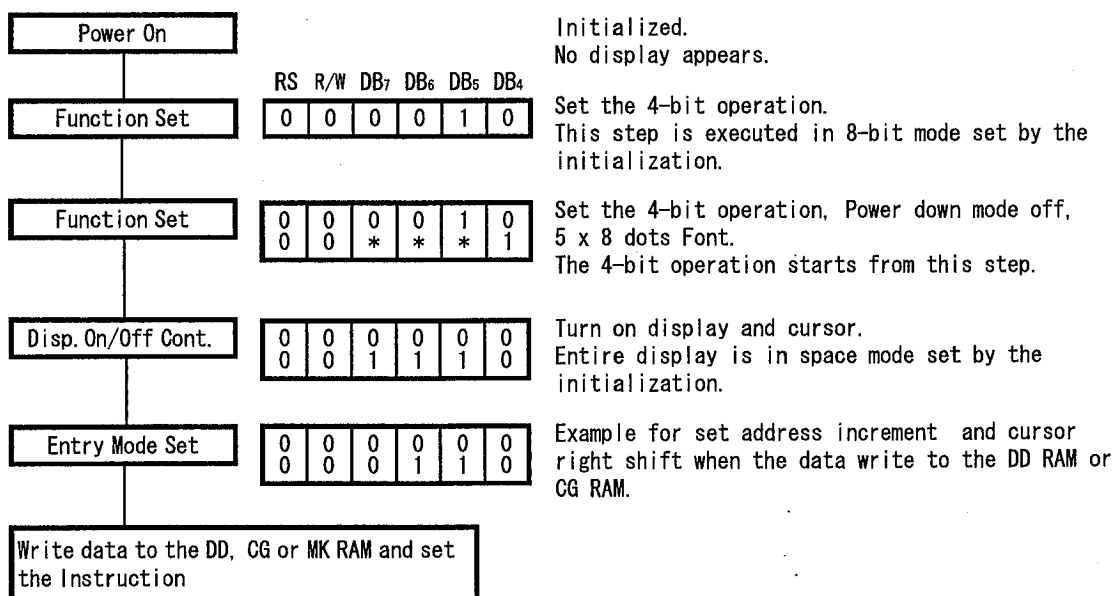 Power On
Initialized.
No display appears.
RS R/W DB7 DB6 DB5 DB4
Function Set
0 0 0 0 1 0
Set the 4-bit operation.
This step is executed in 8-bit mode set by the
initialization.
Function Set
0 0 0 0 1 0
0 0 * * * 1
Set the 4-bit operation, Power down mode off,
5 x 8 dots Font.
The 4-bit operation starts from this step.
Disp. On/Off Cont.
0 0 0 0 0 0
0 0 1 1 1 0
Turn on display and cursor.
Entire display is in space mode set by the
initialization.
Entry Mode Set
0 0 0 0 0 0
0 0 0 1 1 0
Example for set address increment and cursor
right shift when the data write to the DD RAM or
CG RAM.
Write data to the DD, CG or MK RAM and set
the Instruction